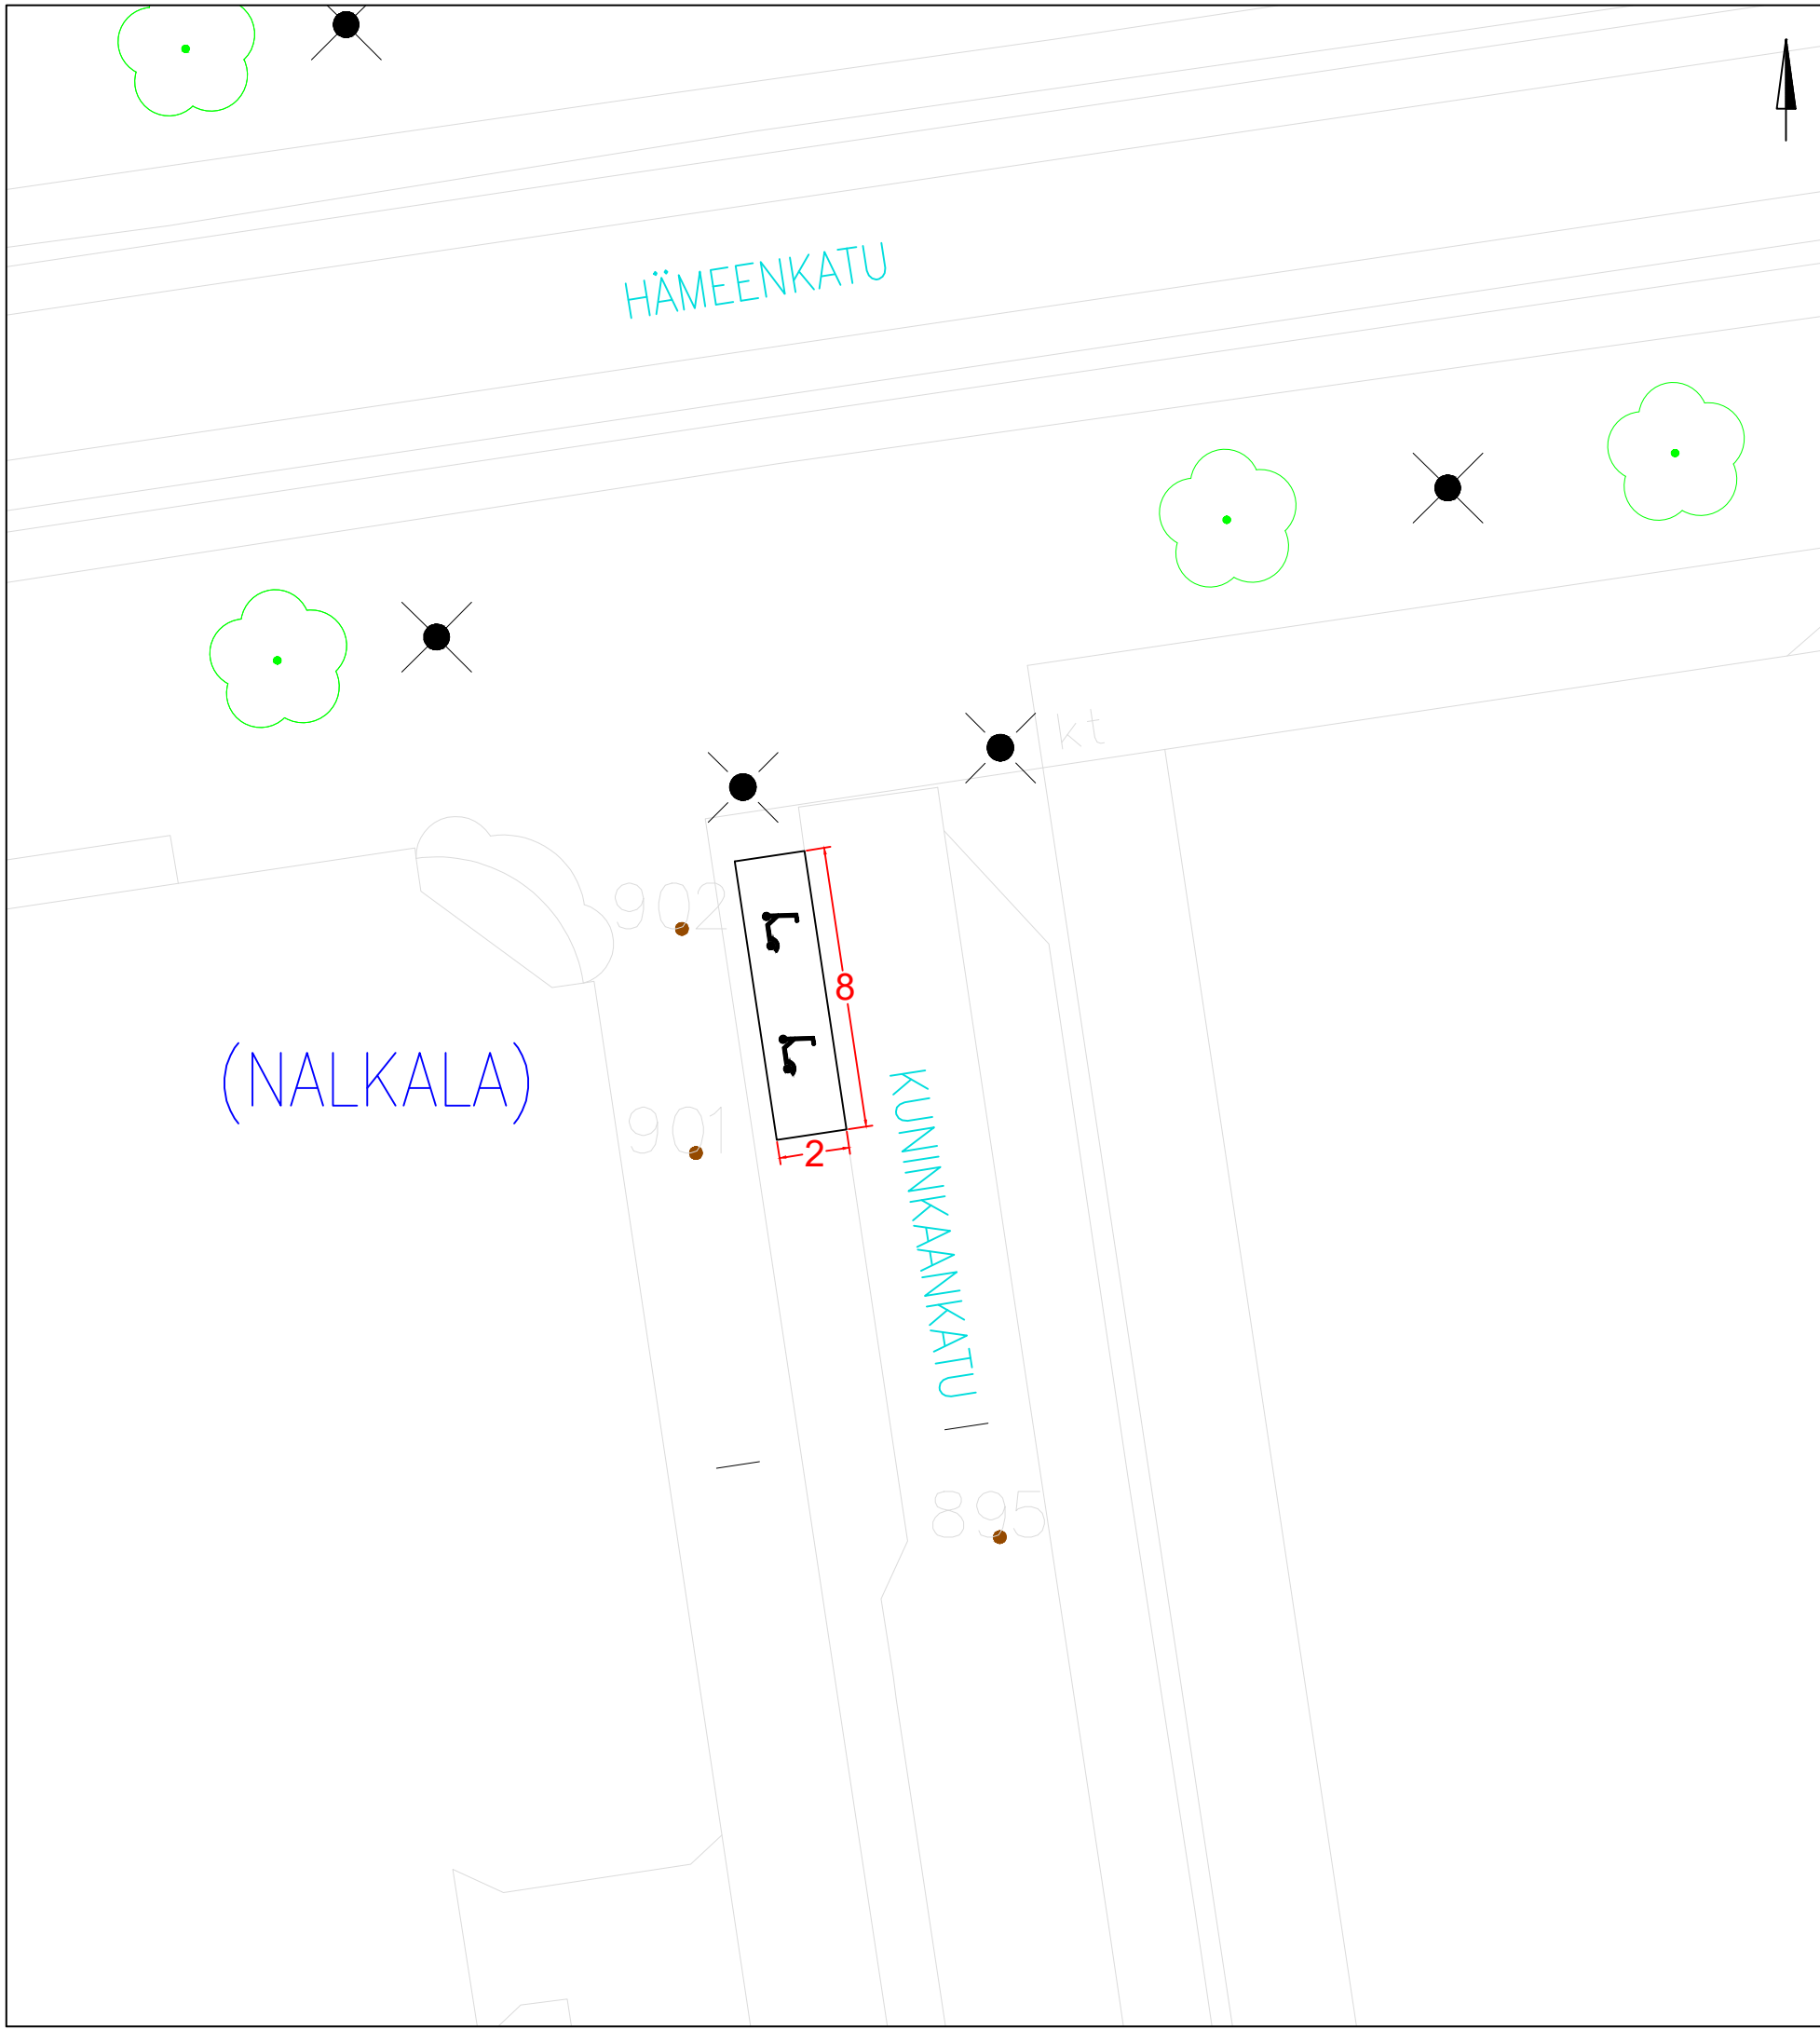 HÄMEENKATU
kt
902
8
(NALKALA)
901
2
KUNINKAANKATU
895